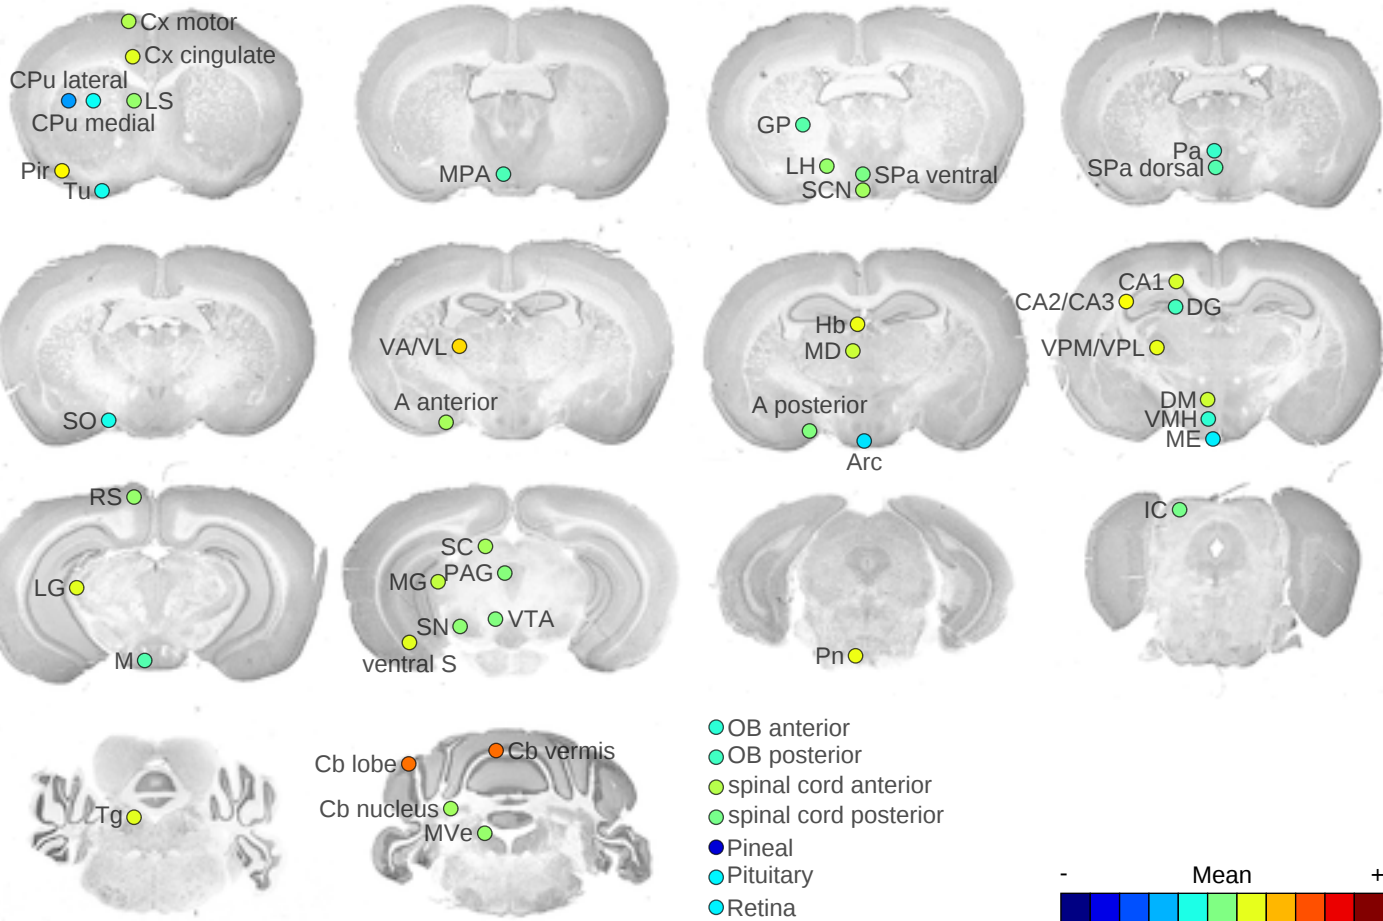 Cx motor
Cx cingulate
CPu lateral
LS
CPu medial
Pir
Tu
MPA
GP
LH
SPa ventral
SCN
Pa
SPa dorsal
SO
VA/VL
A anterior
Hb
MD
A posterior
Arc
CA1
CA2/CA3
DG
VPM/VPL
DM
VMH
ME
RS
LG
M
SC
MG
PAG
SN
VTA
ventral S
Pn
IC
Tg
Cb lobe
Cb vermis
Cb nucleus
MVe
OB anterior
OB posterior
spinal cord anterior
spinal cord posterior
Pineal
Pituitary
Retina
- Mean +